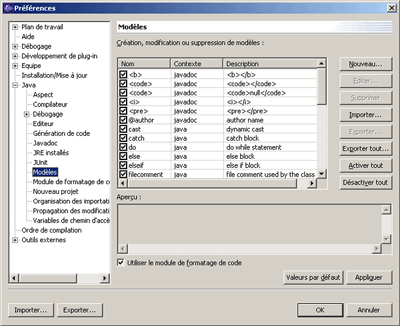 Préférences
Plan de travail
Aide
Débogage
Développement de plug-in
Equipe
Installation/Mise à jour
Java
Aspect
Compilateur
Débogage
Editeur
Génération de code
Javadoc
JRE installés
JUnit
Modèles
Module de formatage de c
Nouveau projet
Organisation des importati
Propagation des modificati
Variables de chemin d'accè
Ordre de compilation
Outils externes
Importer...
Exporter...
Modèles
Création, modification ou suppression de modèles :
Nom Contexte Description
<b> javadoc <b></b>
<code> javadoc <code></code>
<code> javadoc <code>null</code>
<i> javadoc <i></i>
<pre> javadoc <pre></pre>
@author javadoc author name
cast java dynamic cast
catch java catch block
do java do while statement
else java else block
elseif java else if block
filecomment java file comment used by the class
Nouveau...
Editer...
Supprimer
Importer...
Exporter...
Exporter tout...
Activer tout
Désactiver tout
Aperçu :
Utiliser le module de formatage de code
Valeurs par défaut
Appliquer
OK
Annuler